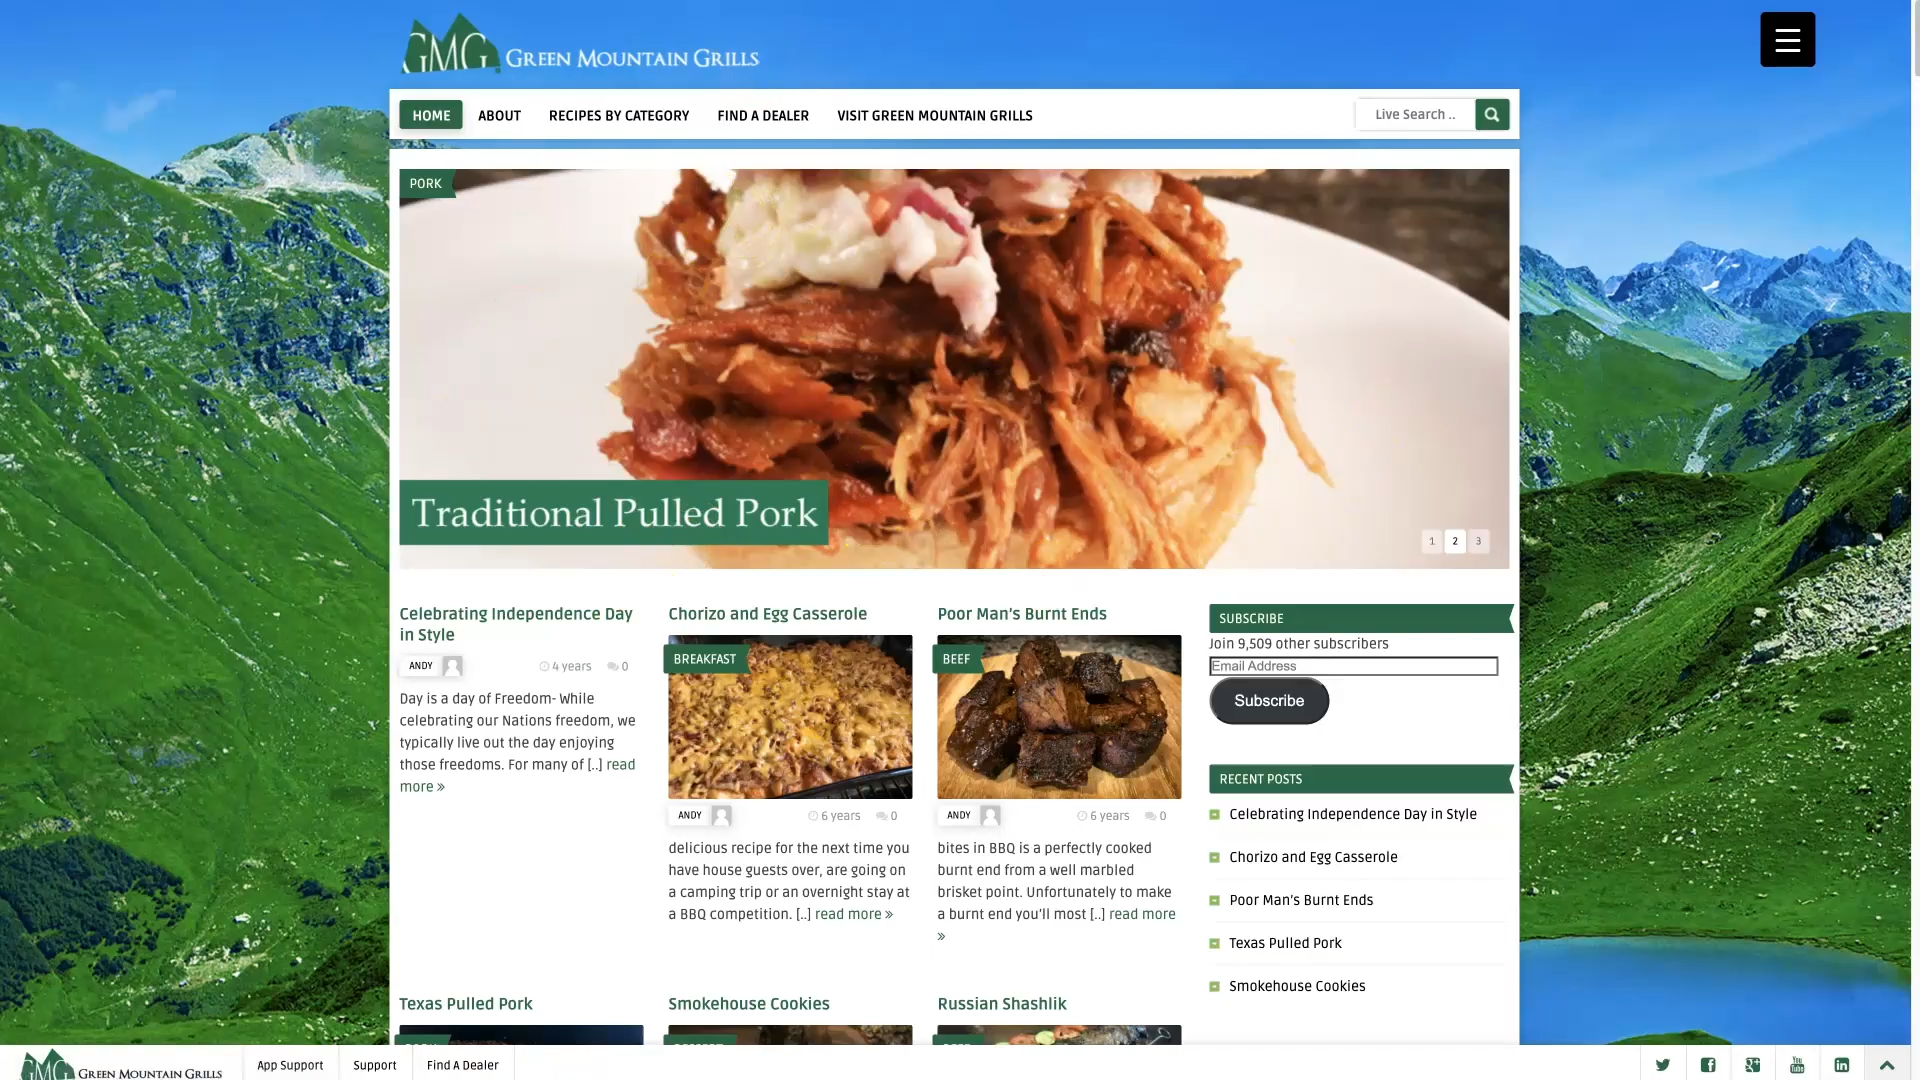 GMG GREEN MOUNTAIN GRILLS
HOME ABOUT RECIPES BY CATEGORY FIND A DEALER VISIT GREEN MOUNTAIN GRILLS Live Search ..
PORK
Traditional Pulled Pork
1 2 3
Celebrating Independence Day
in Style
ANDY 4 years 0
Day is a day of Freedom- While
celebrating our Nations freedom, we
typically live out the day enjoying
those freedoms. For many of [..] read
more »
Chorizo and Egg Casserole
BREAKFAST
ANDY 6 years 0
delicious recipe for the next time you
have house guests over, are going on
a camping trip or an overnight stay at
a BBQ competition. [..] read more »
Poor Man's Burnt Ends
BEEF
ANDY 6 years 0
bites in BBQ is a perfectly cooked
burnt end from a well marbled
brisket point. Unfortunately to make
a burnt end you'll most [..] read more
»
SUBSCRIBE
Join 9,509 other subscribers
Email Address
Subscribe
RECENT POSTS
Celebrating Independence Day in Style
Chorizo and Egg Casserole
Poor Man's Burnt Ends
Texas Pulled Pork
Smokehouse Cookies
Texas Pulled Pork
Smokehouse Cookies
Russian Shashlik
GMG GREEN MOUNTAIN GRILLS App Support Support Find A Dealer
You Tube